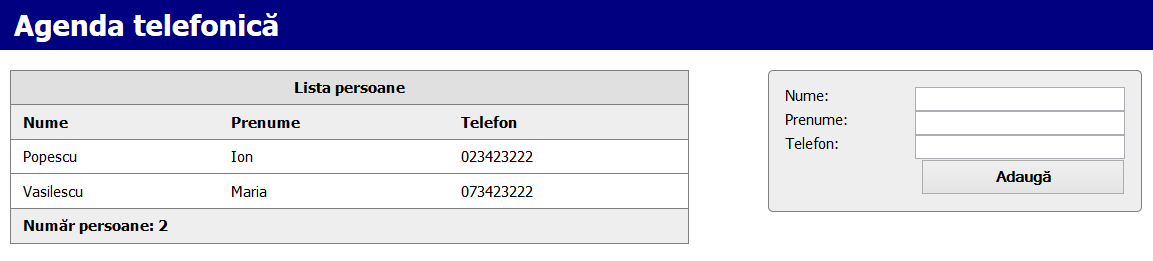 Agenda telefonică
Lista persoane
Nume Prenume Telefon
Popescu Ion 023423222
Vasilescu Maria 073423222
Număr persoane: 2
Nume:
Prenume:
Telefon:
Adaugă